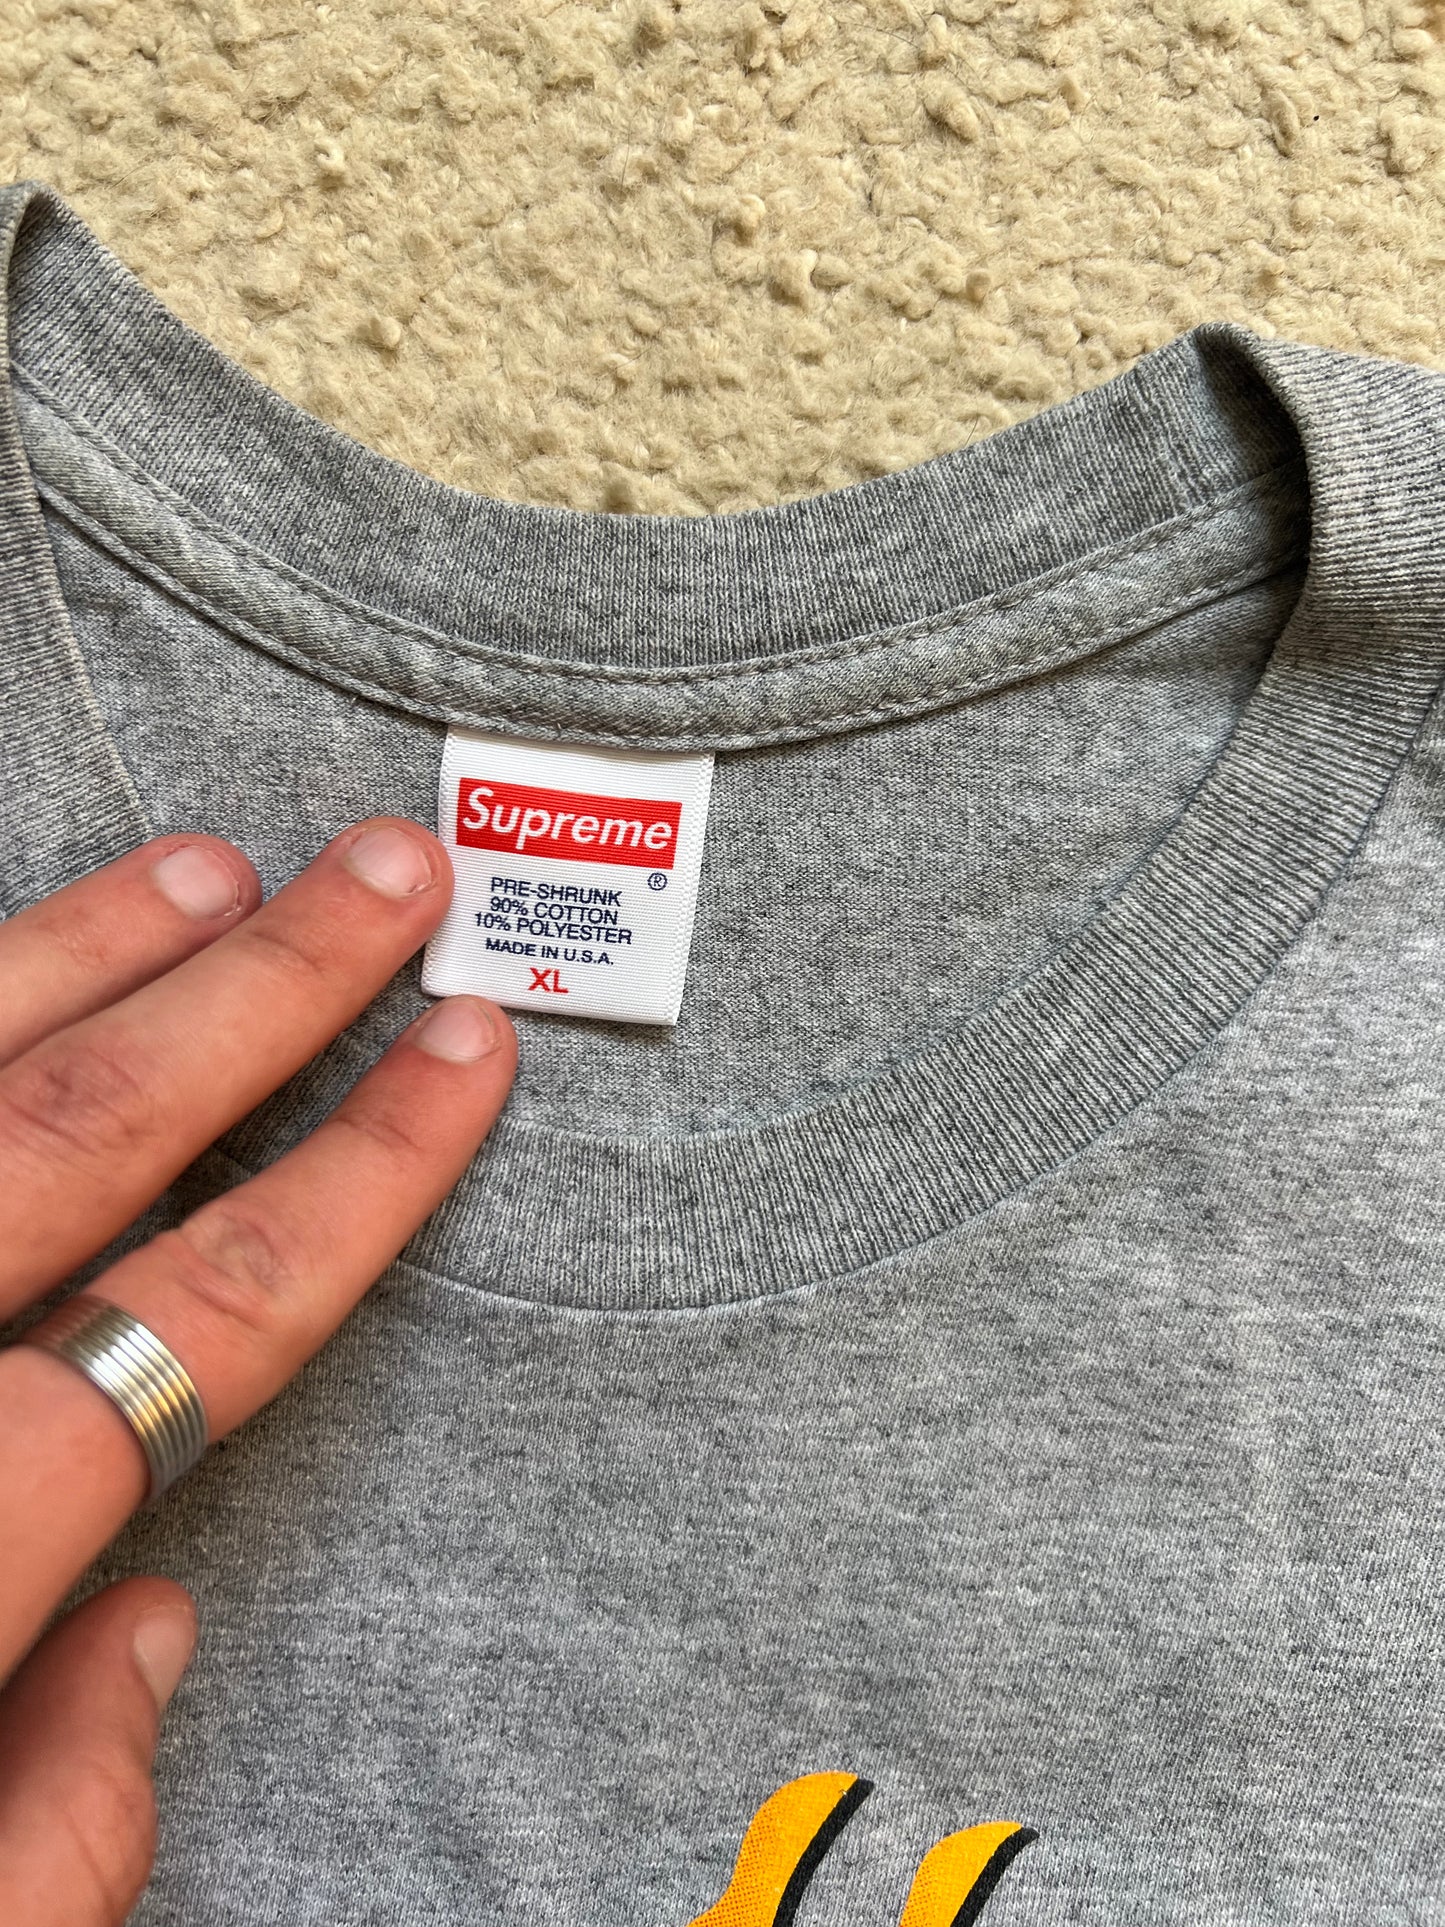 Supreme
®
PRE-SHRUNK
90% COTTON
10% POLYESTER
MADE IN U.S.A.
XL